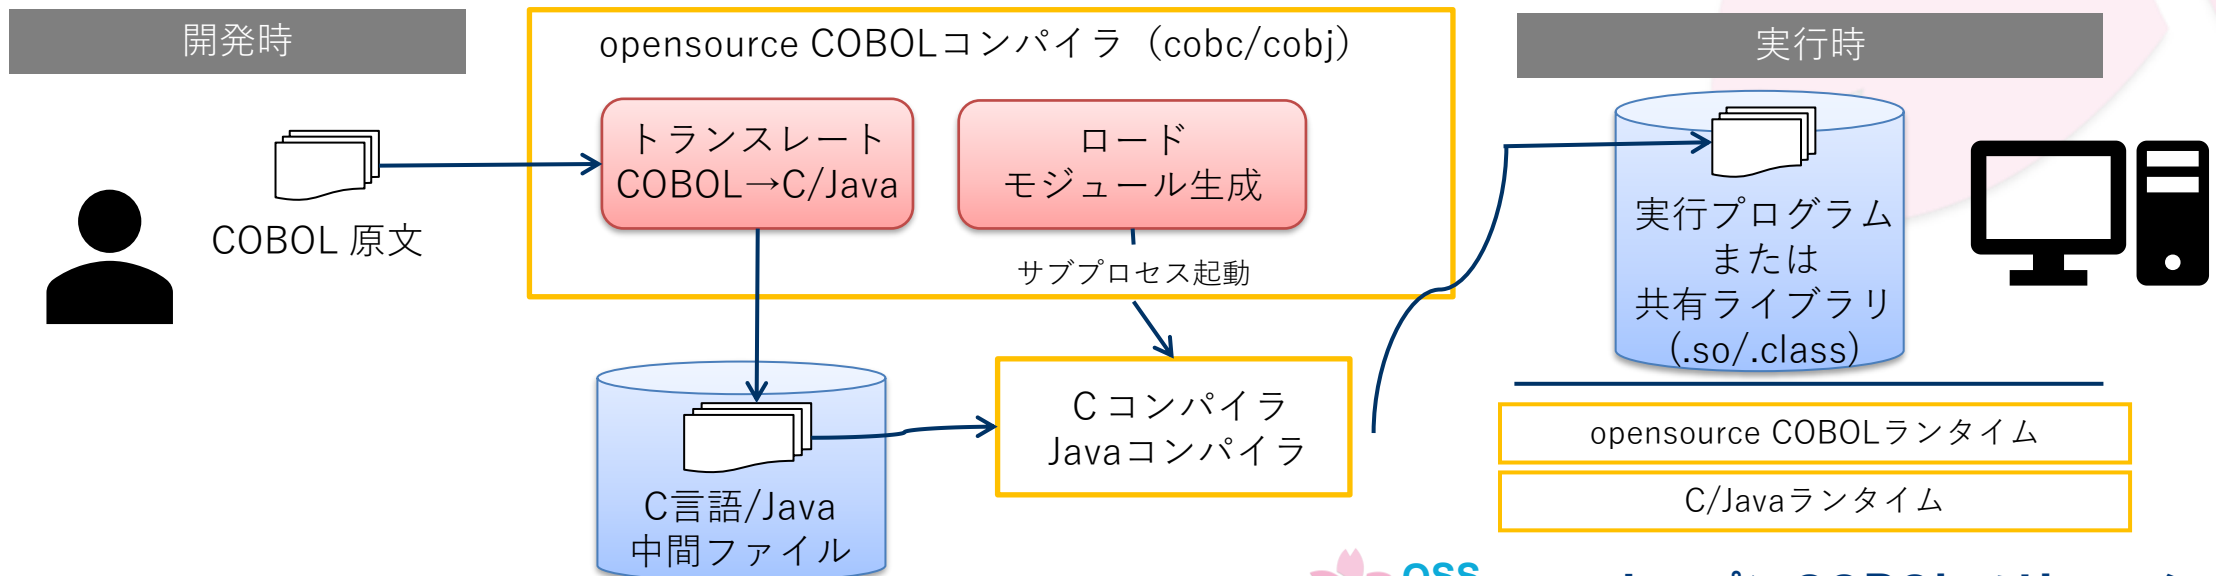 開発時
opensource COBOLコンパイラ（cobc/cobj）
実行時
トランスレート
COBOL→C/Java
ロード
モジュール生成
COBOL 原文
サブプロセス起動
実行プログラム
または
共有ライブラリ
(.so/.class)
C コンパイラ
Javaコンパイラ
C言語/Java
中間ファイル
opensource COBOLランタイム
C/Javaランタイム
OSS